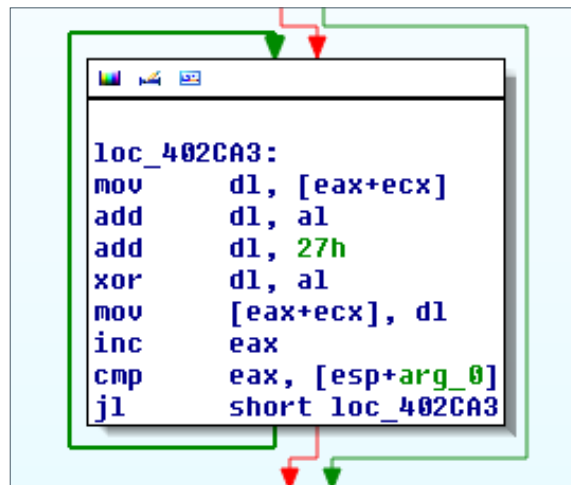 loc_402CA3:
mov dl, [eax+ecx]
add dl, al
add dl, 27h
xor dl, al
mov [eax+ecx], dl
inc eax
cmp eax, [esp+arg_0]
jl short loc_402CA3